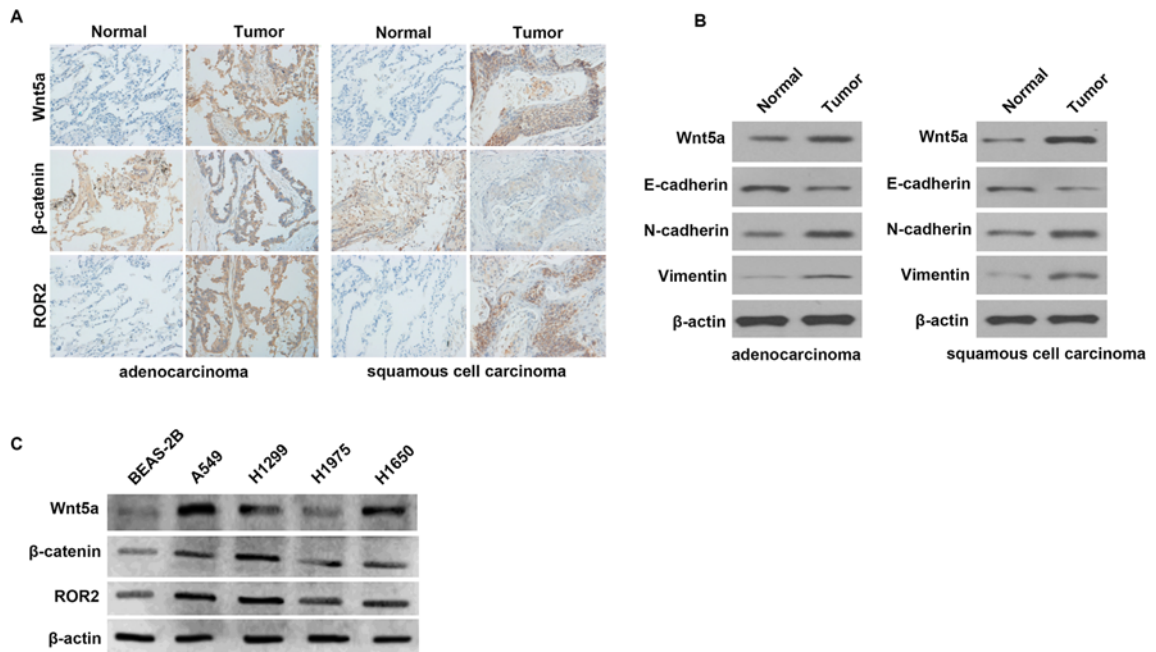 A
Normal Tumor Normal Tumor
Wnt5a
β-catenin
ROR2
adenocarcinoma squamous cell carcinoma
B
Normal Tumor Normal Tumor
Wnt5a Wnt5a
E-cadherin E-cadherin
N-cadherin N-cadherin
Vimentin Vimentin
β-actin β-actin
adenocarcinoma squamous cell carcinoma
C
BEAS-2B A549 H1299 H1975 H1650
Wnt5a
β-catenin
ROR2
β-actin